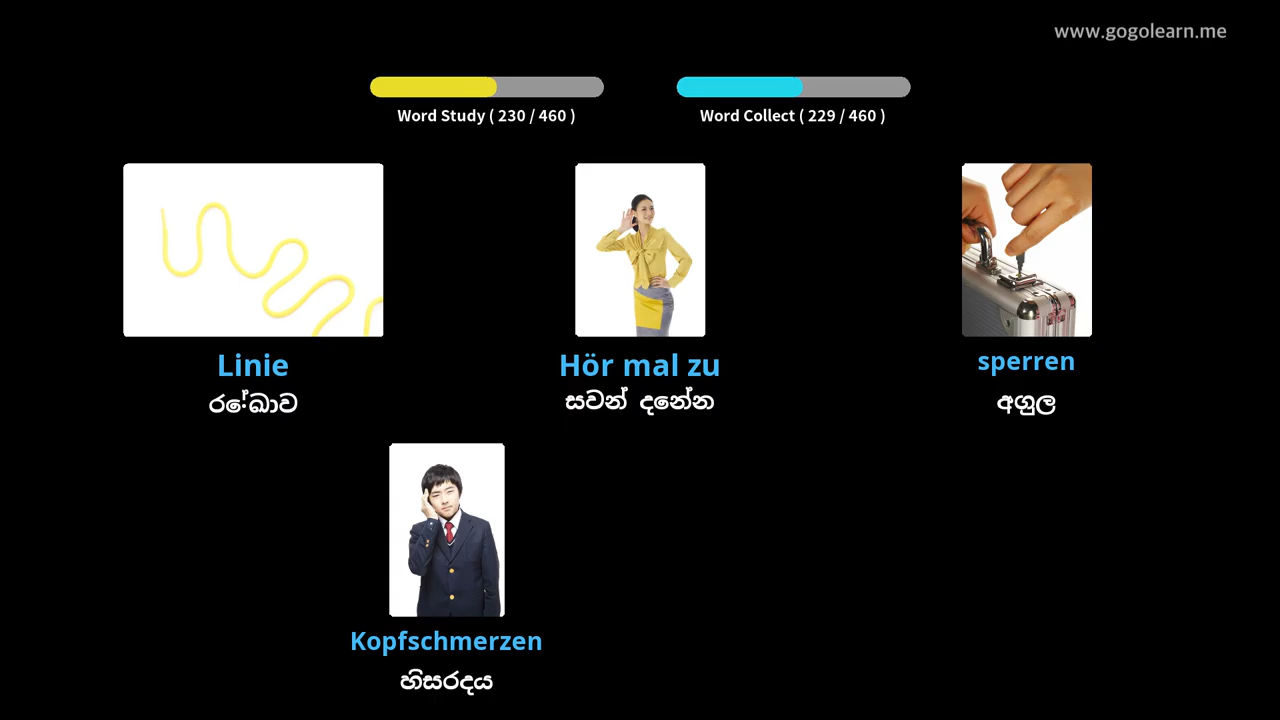 www.gogolearn.me
Word Study ( 230 / 460 )
Word Collect ( 229 / 460 )
Linie
රේඛාව
Hör mal zu
සවන් දෙන්න
sperren
අගුල
Kopfschmerzen
හිසරදය